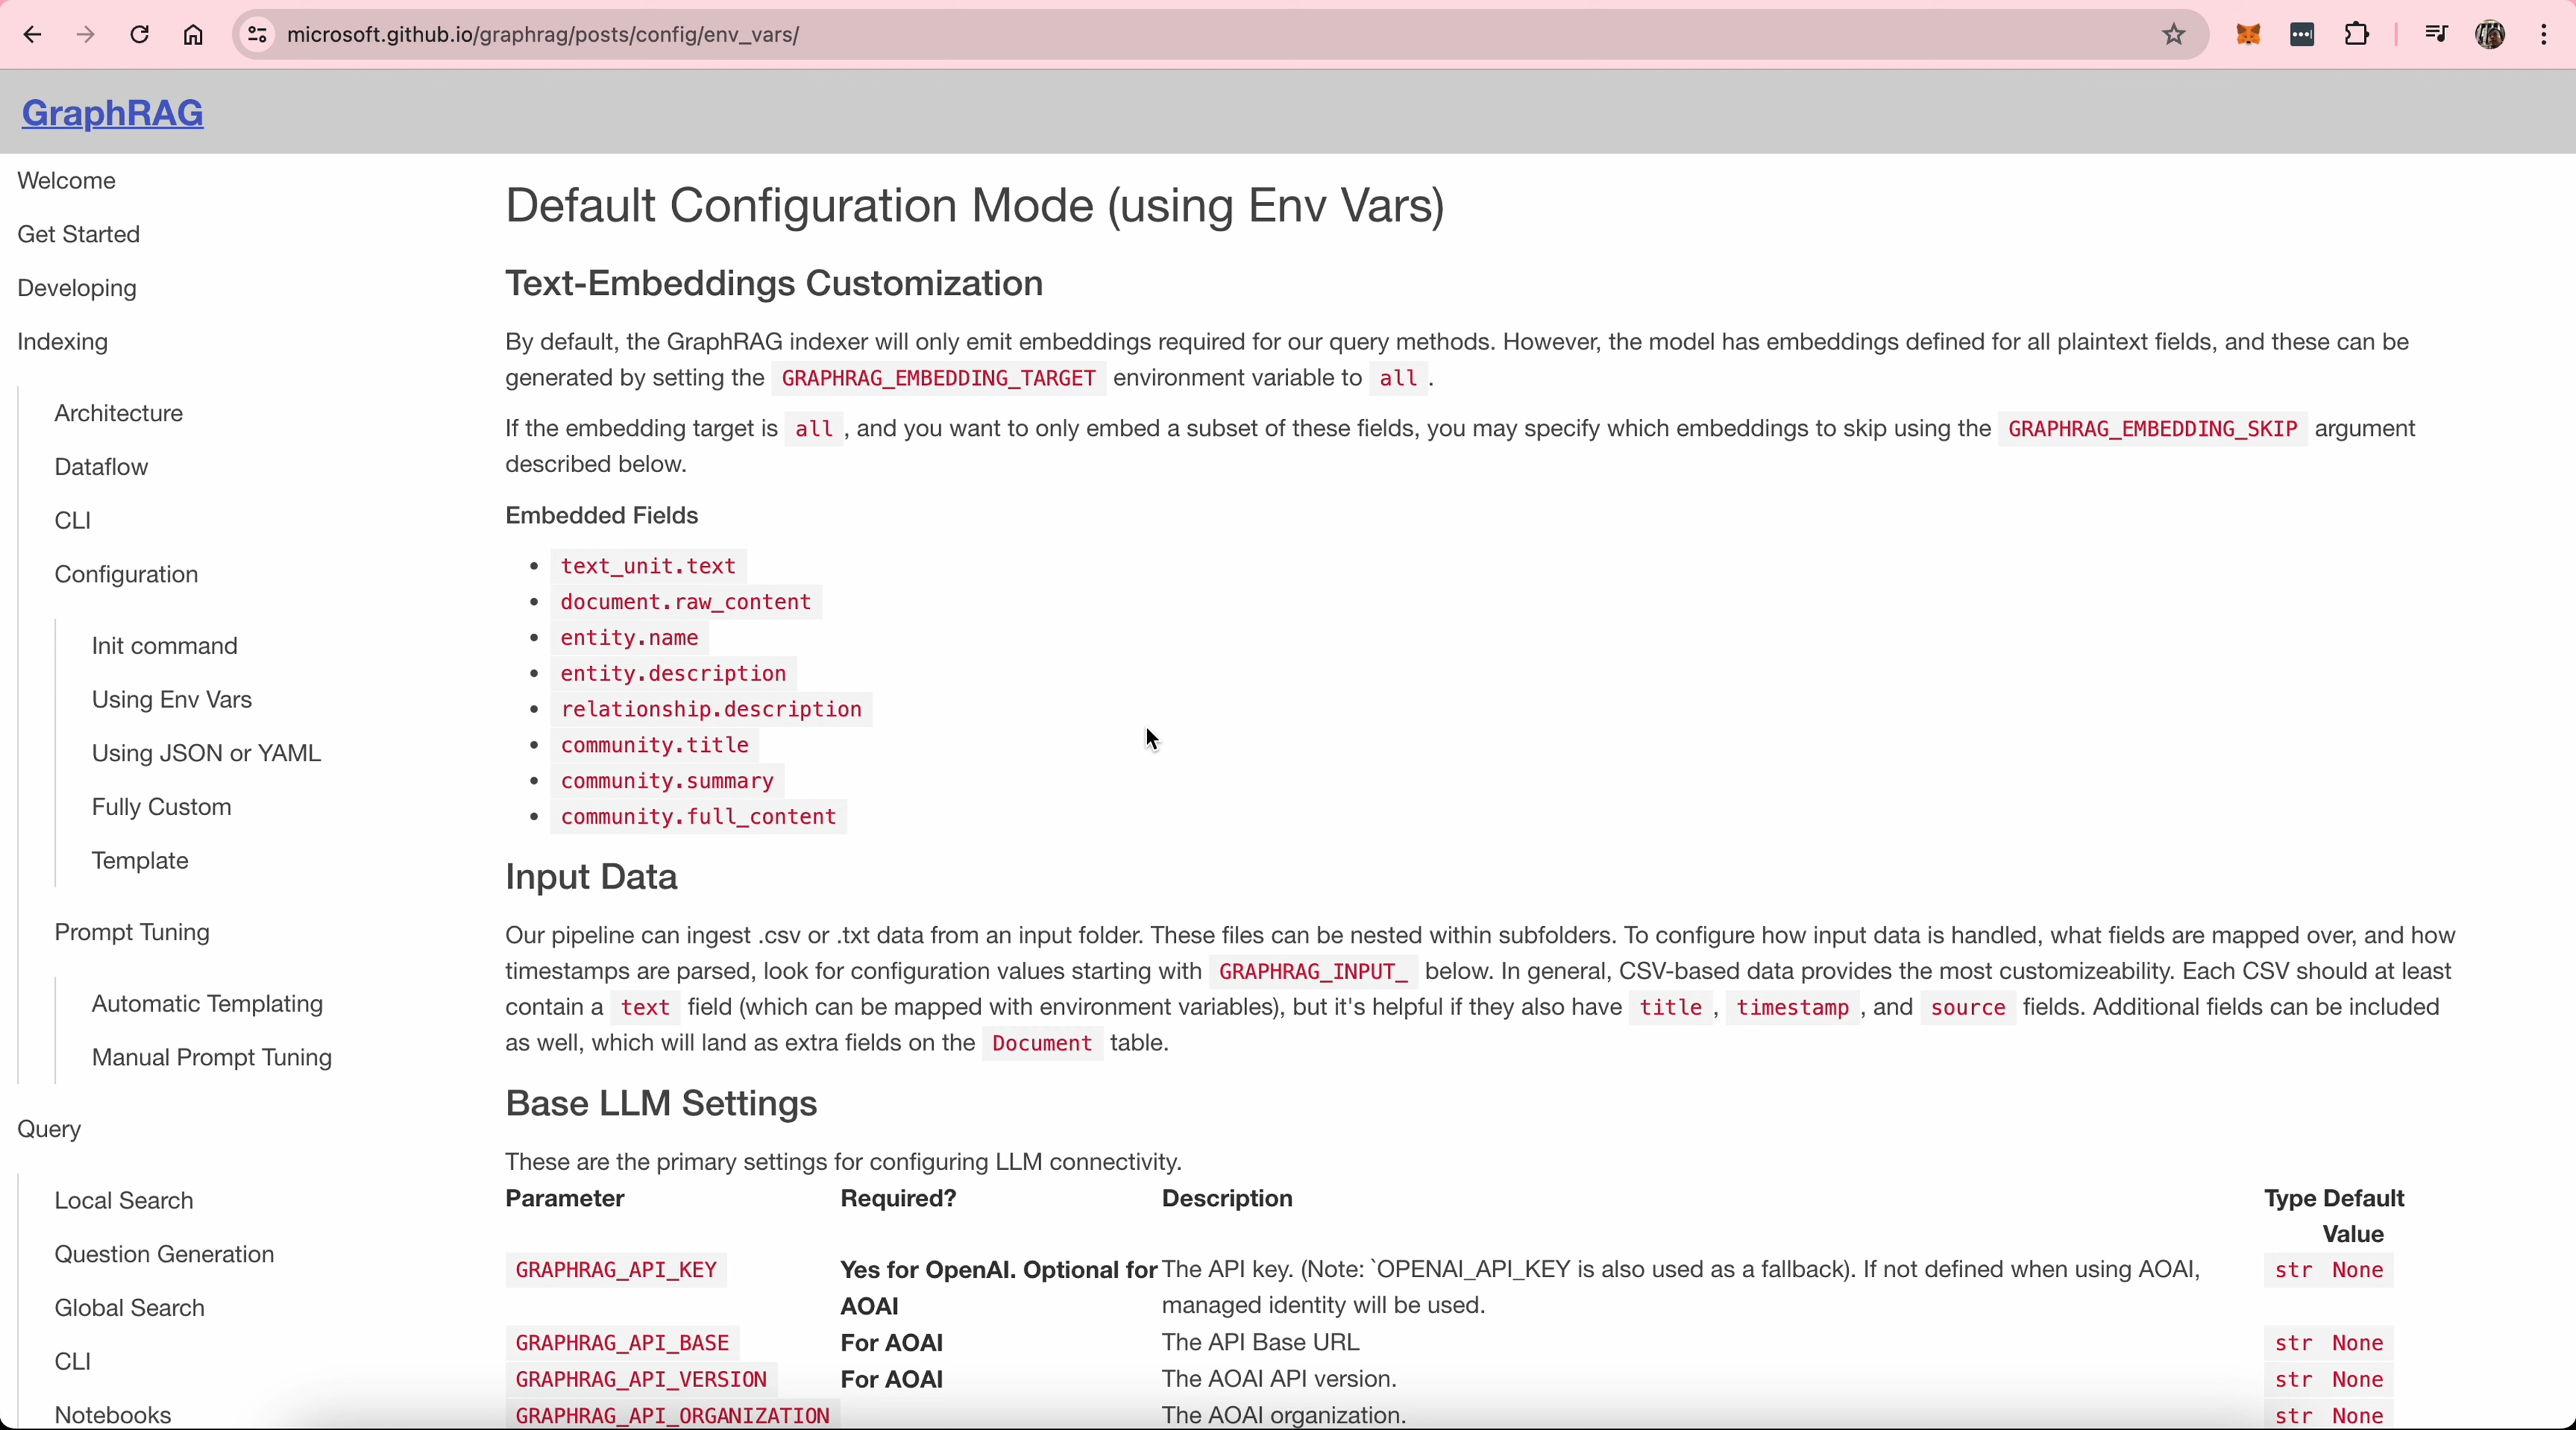 microsoft.github.io/graphrag/posts/config/env_vars/
GraphRAG
Welcome
Get Started
Developing
Indexing
Architecture
Dataflow
CLI
Configuration
Init command
Using Env Vars
Using JSON or YAML
Fully Custom
Template
Prompt Tuning
Automatic Templating
Manual Prompt Tuning
Query
Local Search
Question Generation
Global Search
CLI
Notebooks
Default Configuration Mode (using Env Vars)
Text-Embeddings Customization
By default, the GraphRAG indexer will only emit embeddings required for our query methods. However, the model has embeddings defined for all plaintext fields, and these can be
generated by setting the GRAPHRAG_EMBEDDING_TARGET environment variable to all .
If the embedding target is all , and you want to only embed a subset of these fields, you may specify which embeddings to skip using the GRAPHRAG_EMBEDDING_SKIP argument
described below.
Embedded Fields
• text_unit.text
• document.raw_content
• entity.name
• entity.description
• relationship.description
• community.title
• community.summary
• community.full_content
Input Data
Our pipeline can ingest .csv or .txt data from an input folder. These files can be nested within subfolders. To configure how input data is handled, what fields are mapped over, and how
timestamps are parsed, look for configuration values starting with GRAPHRAG_INPUT_ below. In general, CSV-based data provides the most customizeability. Each CSV should at least
contain a text field (which can be mapped with environment variables), but it's helpful if they also have title , timestamp , and source fields. Additional fields can be included
as well, which will land as extra fields on the Document table.
Base LLM Settings
These are the primary settings for configuring LLM connectivity.
Parameter Required? Description Type Default
Value
GRAPHRAG_API_KEY Yes for OpenAI. Optional for The API key. (Note: `OPENAI_API_KEY is also used as a fallback). If not defined when using AOAI, str None
AOAI managed identity will be used.
GRAPHRAG_API_BASE For AOAI The API Base URL str None
GRAPHRAG_API_VERSION For AOAI The AOAI API version. str None
GRAPHRAG_API_ORGANIZATION The AOAI organization. str None